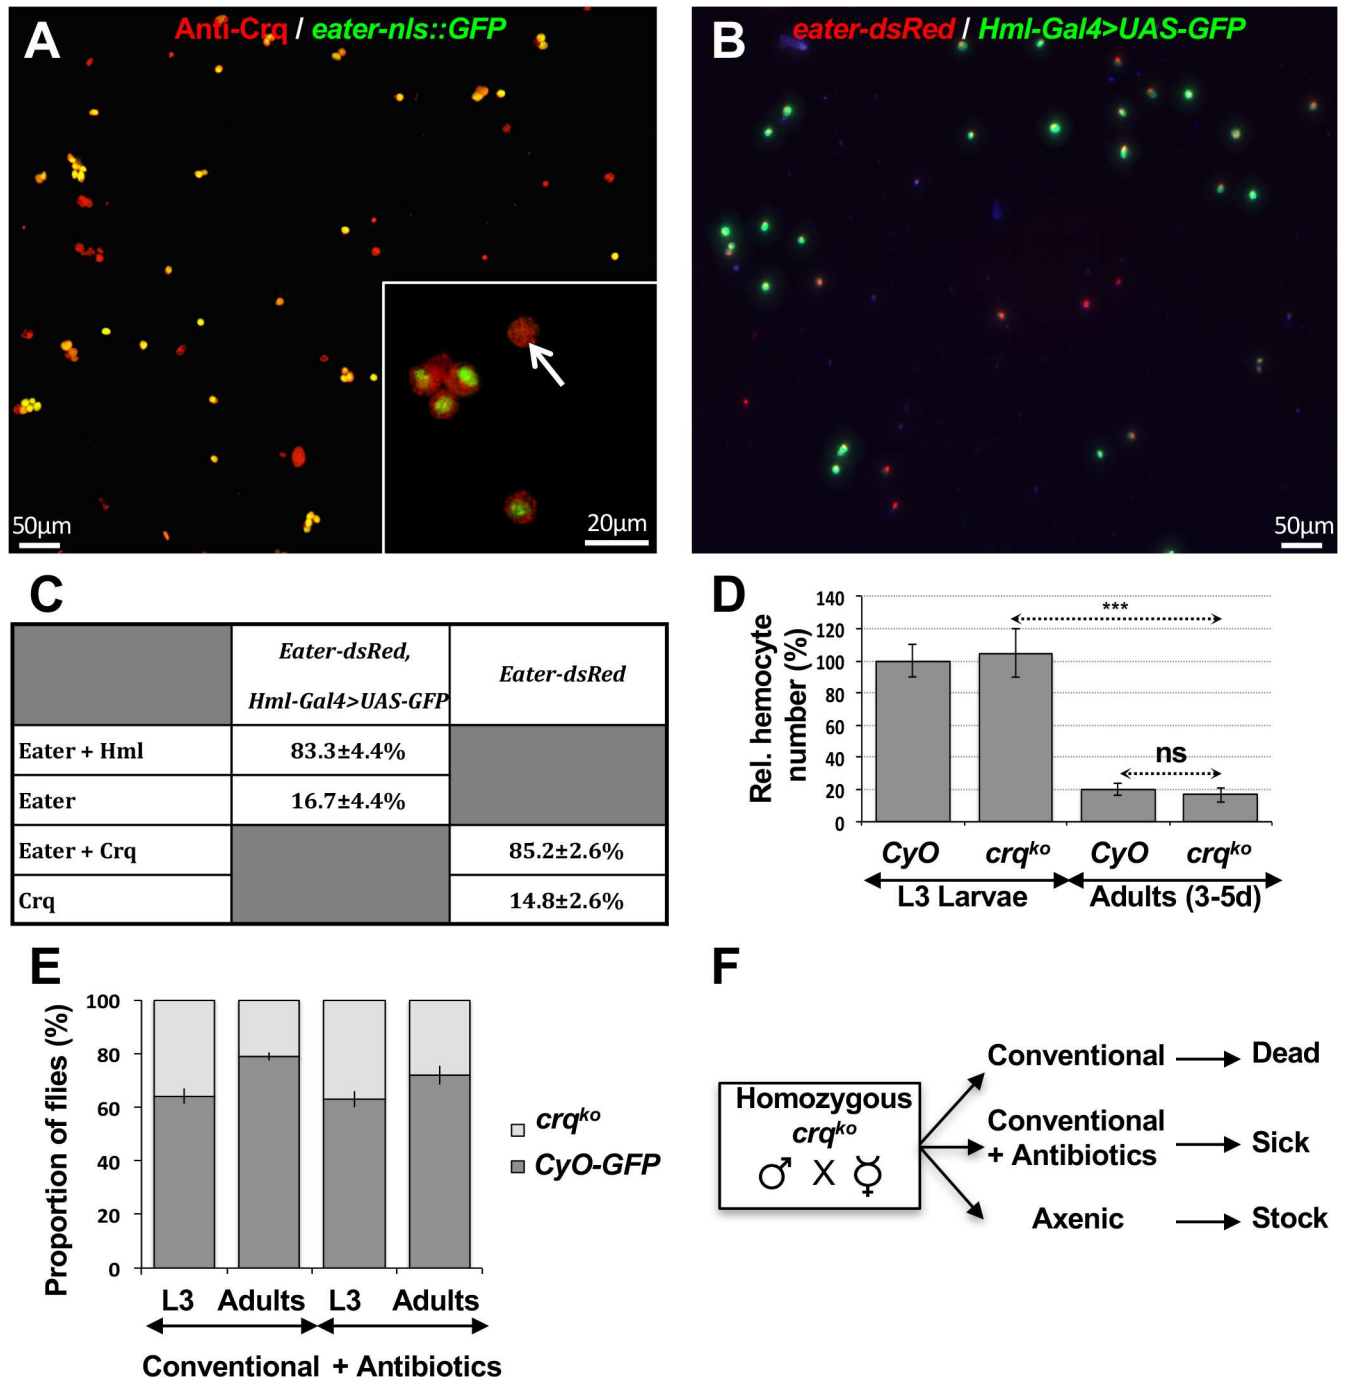 A
Anti-Crq / eater-nls::GFP
50µm
20µm
B
eater-dsRed / Hml-Gal4>UAS-GFP
50µm
C
Eater-dsRed,
Hml-Gal4>UAS-GFP
Eater-dsRed
Eater + Hml
83.3±4.4%
Eater
16.7±4.4%
Eater + Crq
85.2±2.6%
Crq
14.8±2.6%
D
Rel. hemocyte
number (%)
140
120
100
80
60
40
20
0
***
ns
CyO crqko CyO crqko
L3 Larvae Adults (3-5d)
E
Proportion of flies (%)
100
80
60
40
20
0
crqko
CyO-GFP
L3 Adults L3 Adults
Conventional + Antibiotics
F
Homozygous
crqko
♂ X ☿
Conventional
Dead
Conventional
+ Antibiotics
Sick
Axenic
Stock